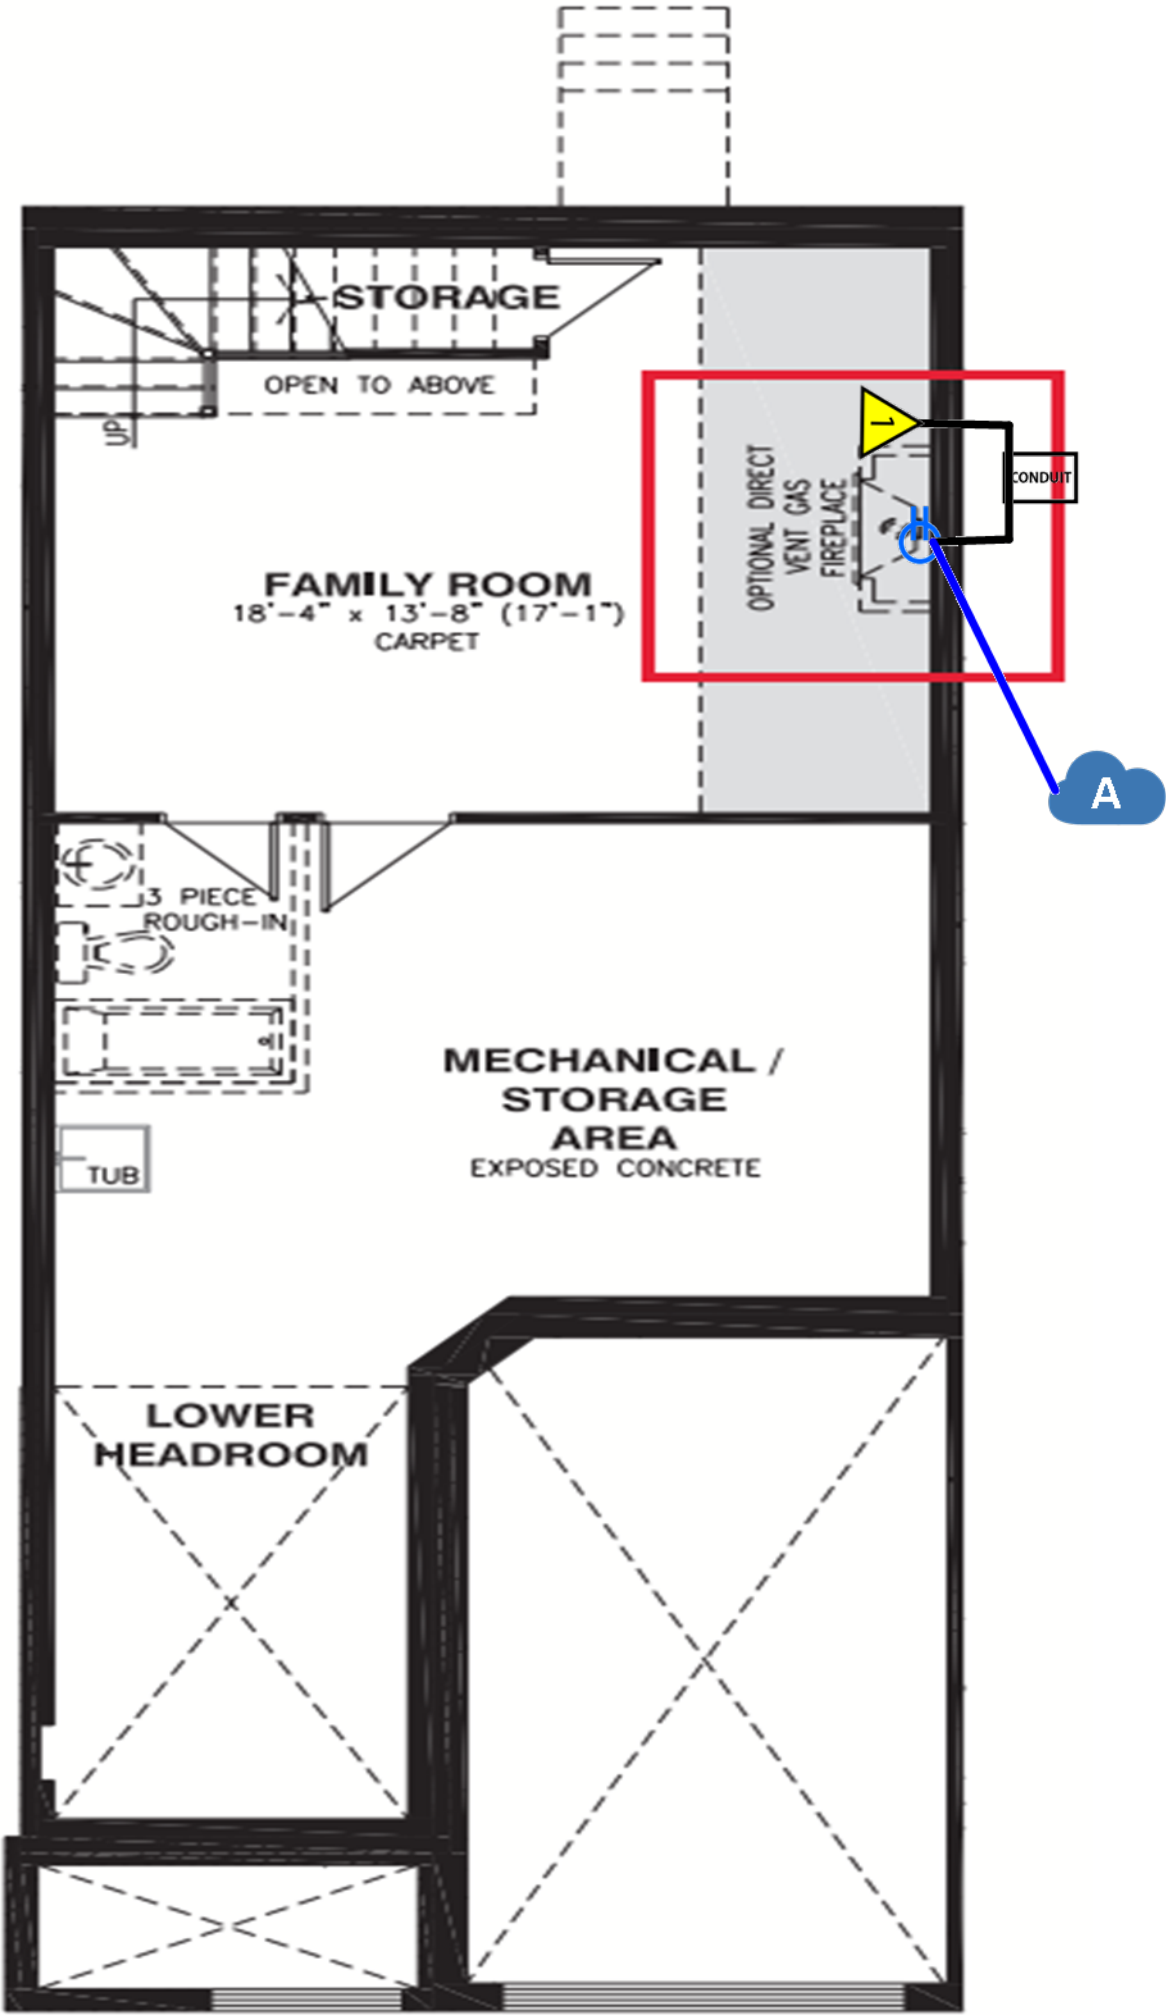 STORAGE
OPEN TO ABOVE
UP
1
CONDUIT
OPTIONAL DIRECT
VENT GAS
FIREPLACE
FAMILY ROOM
18'-4" x 13'-8" (17'-1")
CARPET
A
3 PIECE
ROUGH-IN
MECHANICAL /
STORAGE
AREA
EXPOSED CONCRETE
TUB
LOWER
HEADROOM